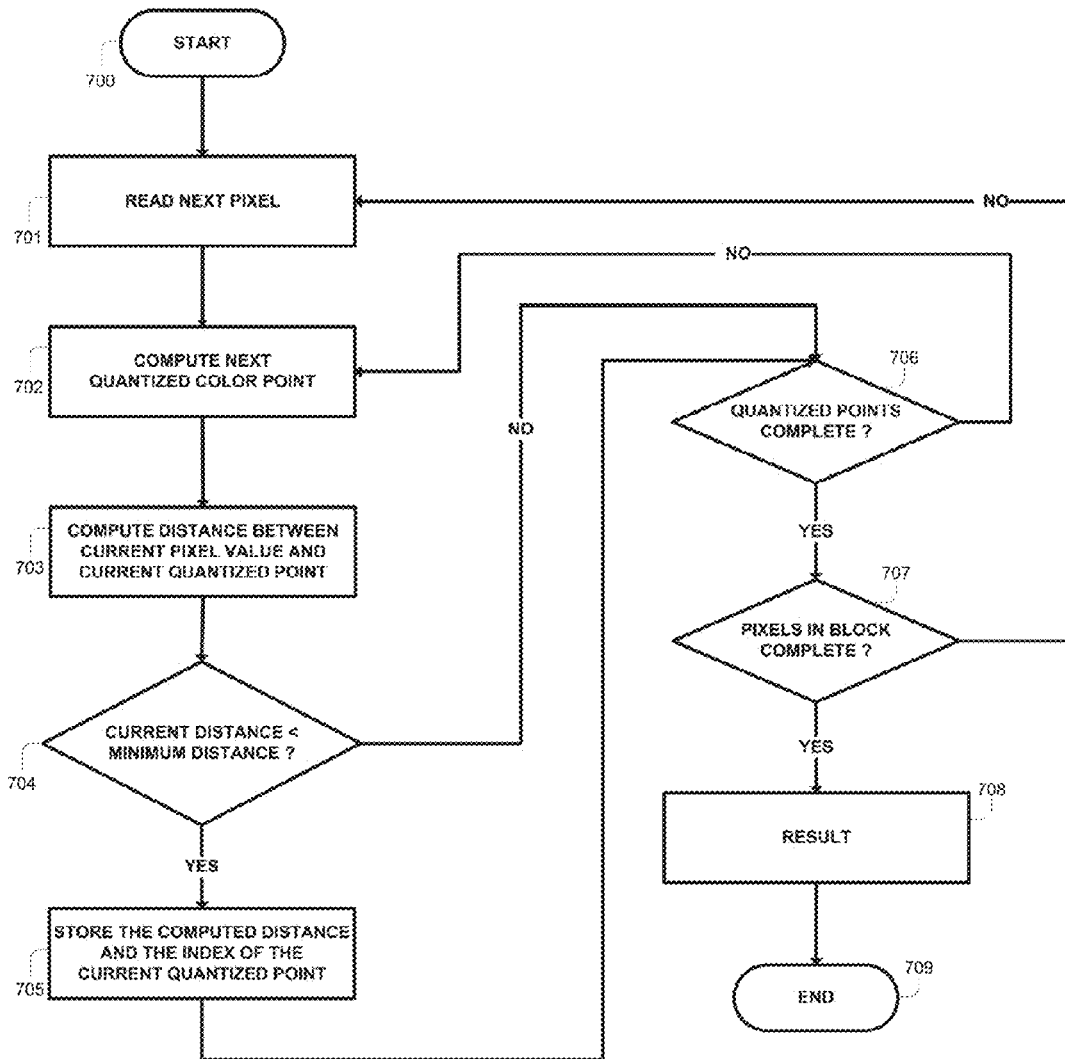 START
700
READ NEXT PIXEL
701
NO
NO
COMPUTE NEXT
QUANTIZED COLOR POINT
702
706
QUANTIZED POINTS
COMPLETE ?
NO
COMPUTE DISTANCE BETWEEN
CURRENT PIXEL VALUE AND
CURRENT QUANTIZED POINT
703
YES
707
PIXELS IN BLOCK
COMPLETE ?
CURRENT DISTANCE <
MINIMUM DISTANCE ?
704
YES
708
RESULT
YES
STORE THE COMPUTED DISTANCE
AND THE INDEX OF THE
CURRENT QUANTIZED POINT
705
709
END